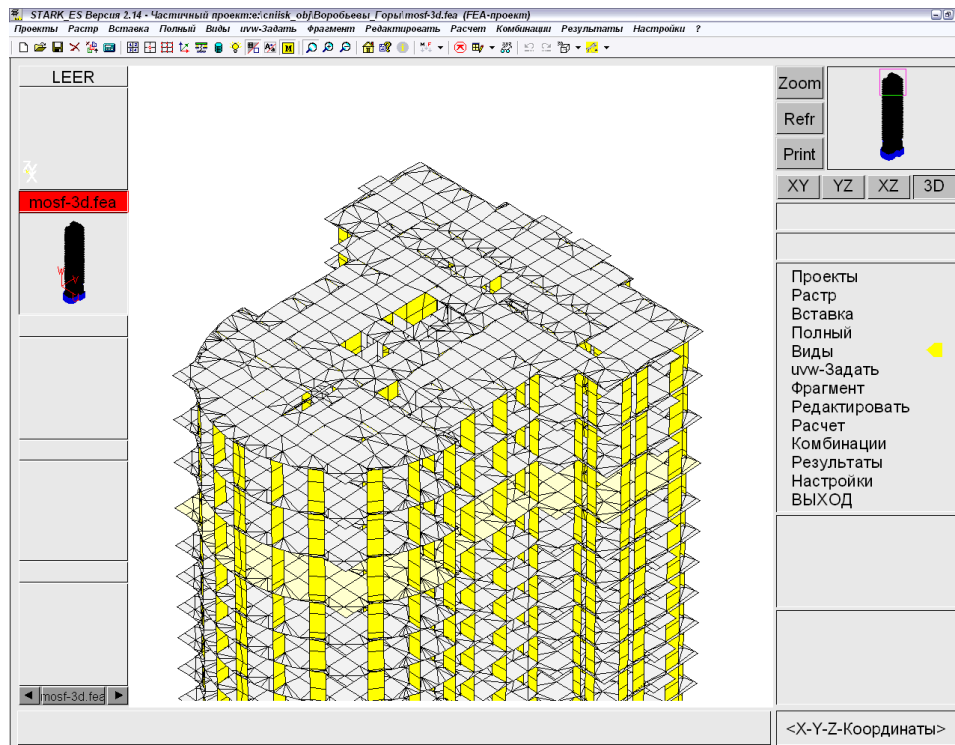 STARK_ES Версия 2.14 - Частичный проект:e:\cniisk_obj\Воробьевы_Горы\mosf-3d.fea (FEA-проект)
Проекты Растр Вставка Полный Виды uvw-Задать Фрагмент Редактировать Расчет Комбинации Результаты Настройки ?
LEER
mosf-3d.fea
mosf-3d.fea
Zoom
Refr
Print
XY YZ XZ 3D
Проекты
Растр
Вставка
Полный
Виды
uvw-Задать
Фрагмент
Редактировать
Расчет
Комбинации
Результаты
Настройки
ВЫХОД
<X-Y-Z-Координаты>